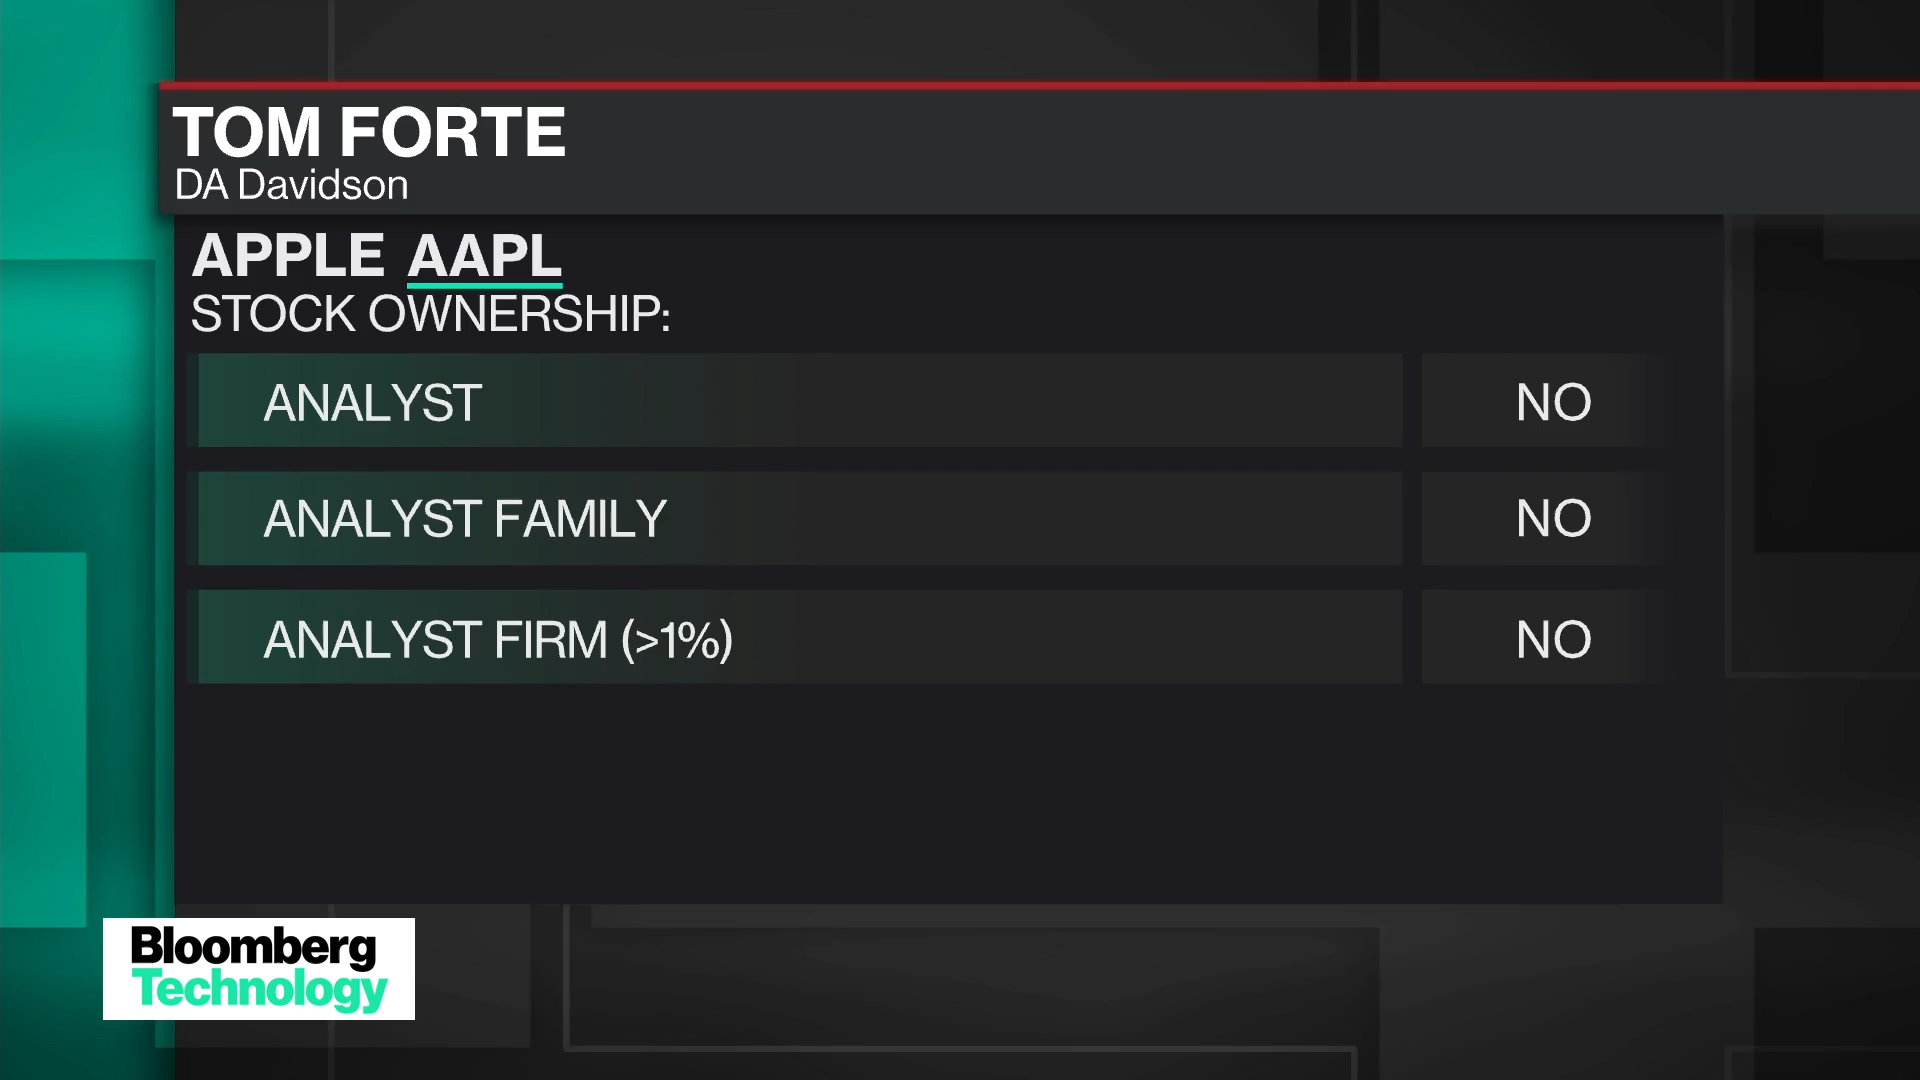 TOM FORTE
DA Davidson
APPLE AAPL
STOCK OWNERSHIP:
ANALYST NO
ANALYST FAMILY NO
ANALYST FIRM (>1%) NO
Bloomberg
Technology